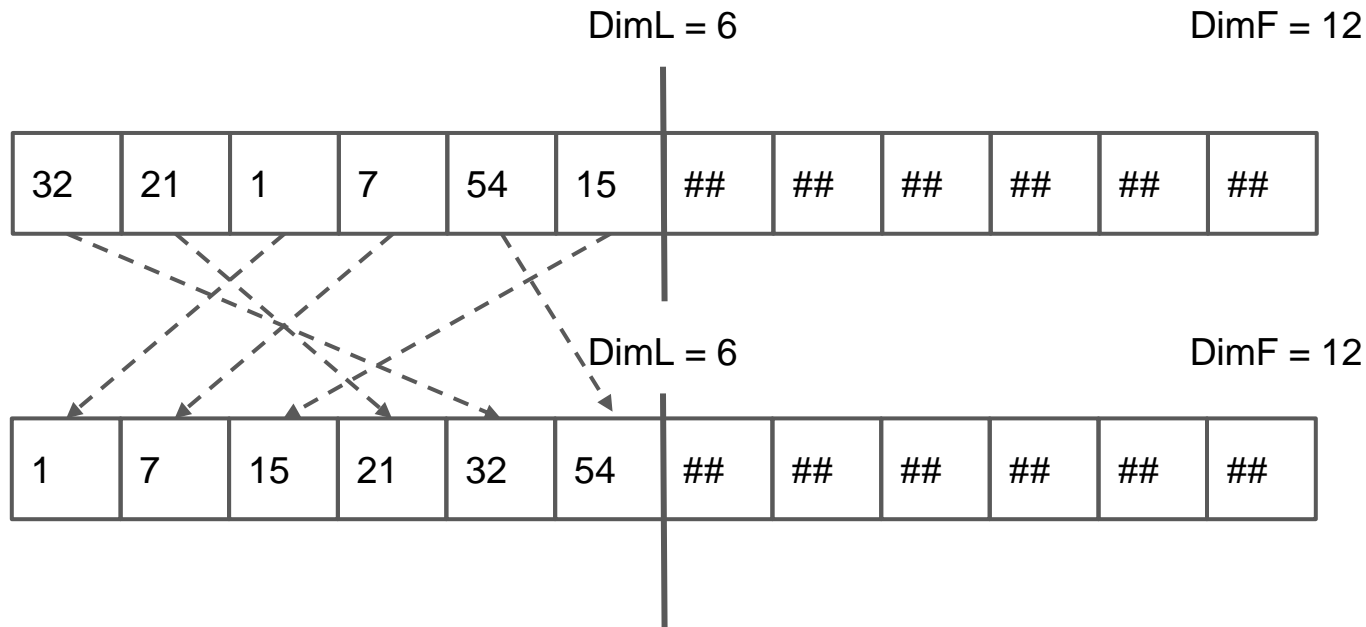 DimL = 6 DimF = 12
32 21 1 7 54 15 ## ## ## ## ## ##
DimL = 6 DimF = 12
1 7 15 21 32 54 ## ## ## ## ## ##